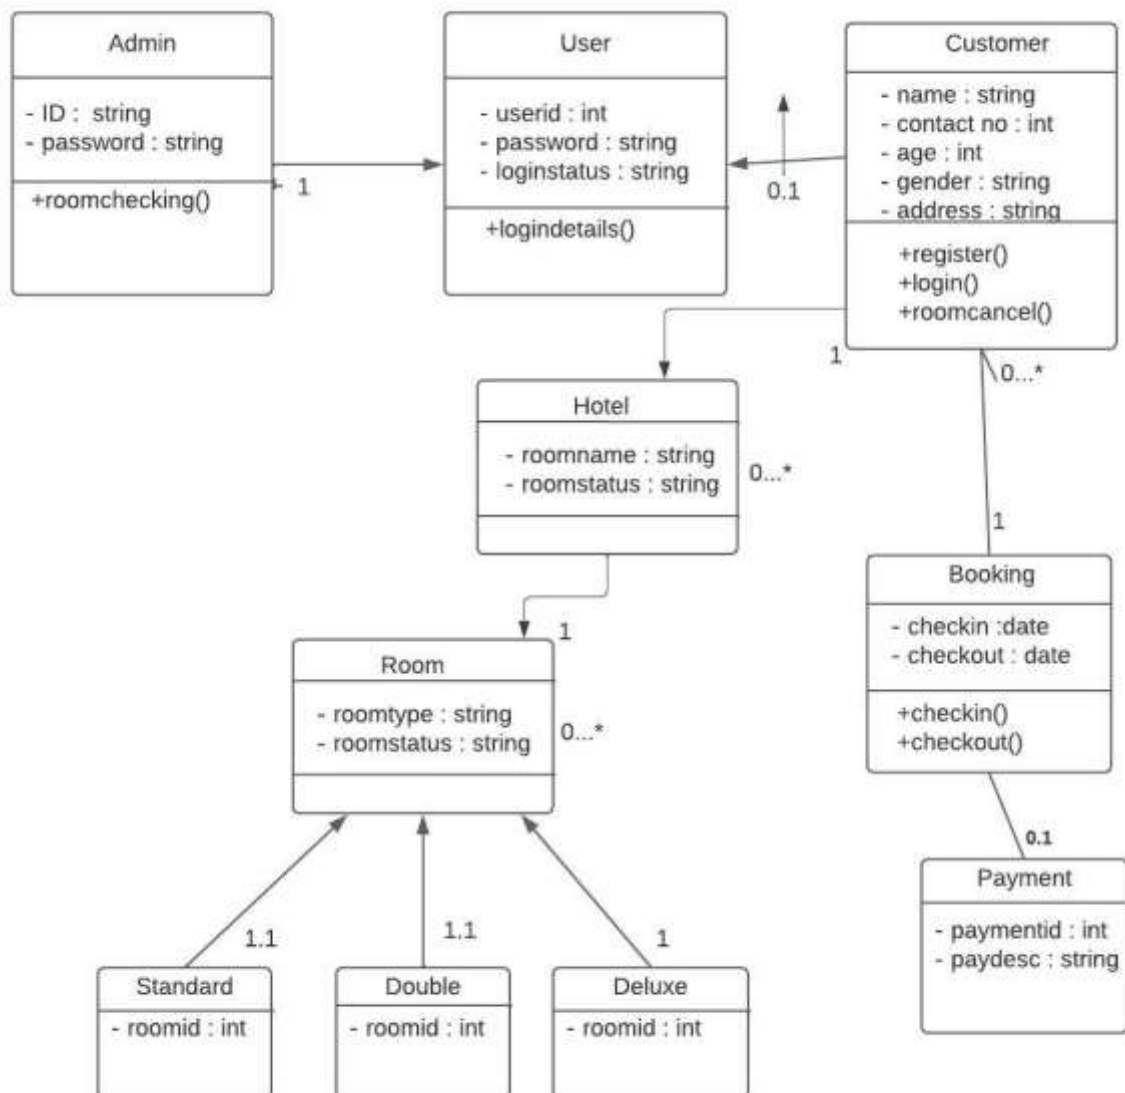 Admin
- ID : string
- password : string
+roomchecking()
1
User
- userid : int
- password : string
- loginstatus : string
+logindetails()
0.1
Customer
- name : string
- contact no : int
- age : int
- gender : string
- address : string
+register()
+login()
+roomcancel()
1
0...*
Hotel
- roomname : string
- roomstatus : string
0...*
1
Booking
- checkin :date
- checkout : date
+checkin()
+checkout()
1
Room
- roomtype : string
- roomstatus : string
0...*
0.1
Payment
- paymentid : int
- paydesc : string
1.1
1.1
1
Standard
- roomid : int
Double
- roomid : int
Deluxe
- roomid : int